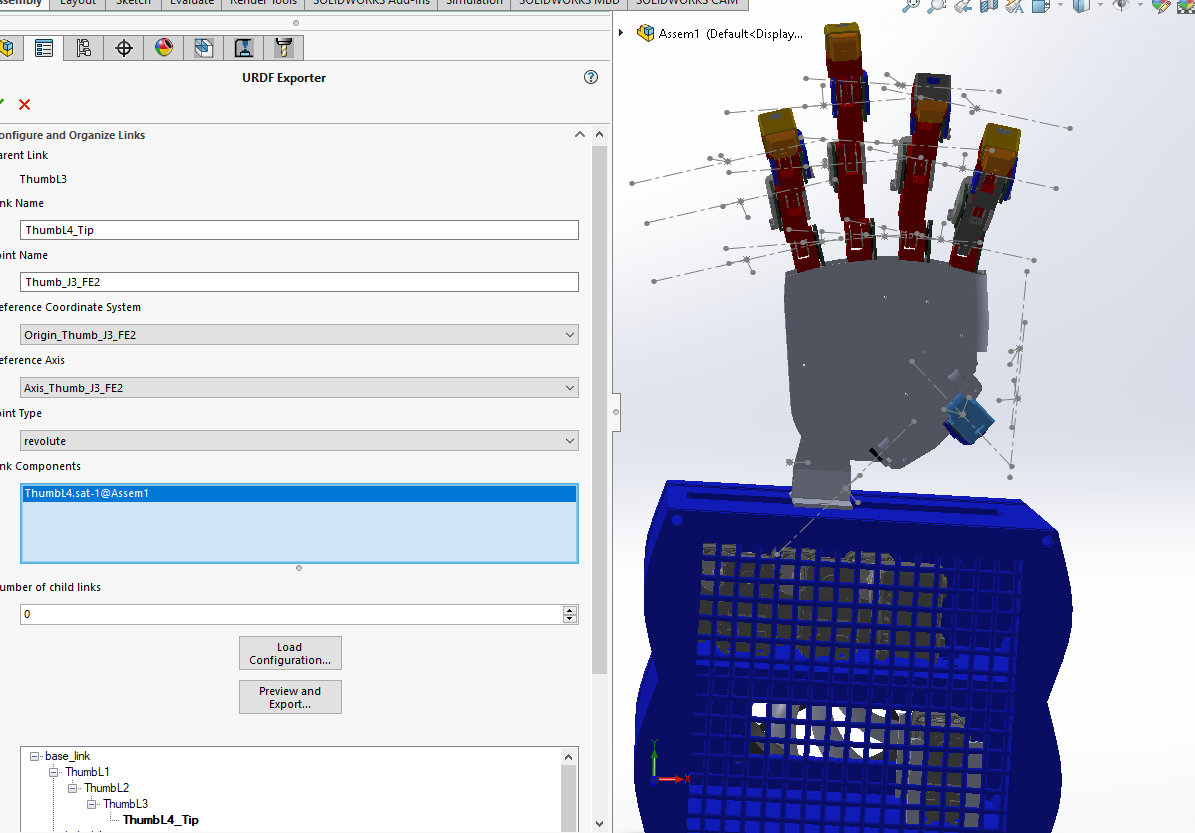 ssembly Layout Sketch Evaluate Render Tools SOLIDWORKS Add-Ins Simulation SOLIDWORKS MBD SOLIDWORKS CAM
Assem1 (Default<Display...
URDF Exporter
onfigure and Organize Links
arent Link
ThumbL3
nk Name
ThumbL4_Tip
oint Name
Thumb_J3_FE2
eference Coordinate System
Origin_Thumb_J3_FE2
eference Axis
Axis_Thumb_J3_FE2
oint Type
revolute
nk Components
ThumbL4.sat-1@Assem1
umber of child links
0
Load
Configuration...
Preview and
Export...
base_link
ThumbL1
ThumbL2
ThumbL3
ThumbL4_Tip
Y
X